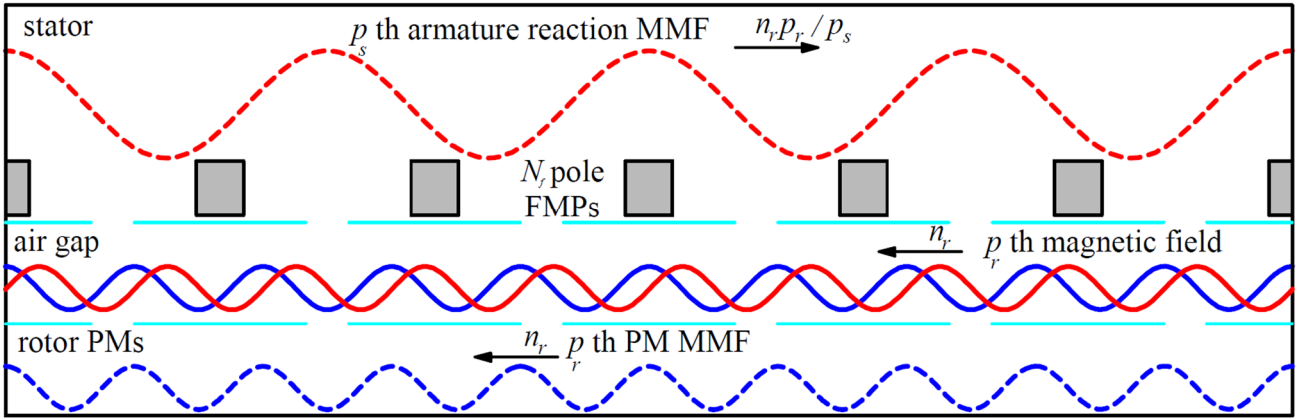 stator
p_s th armature reaction MMF
n_r p_r / p_s
N_f pole
FMPs
air gap
n_r
p_r th magnetic field
rotor PMs
n_r
p_r th PM MMF